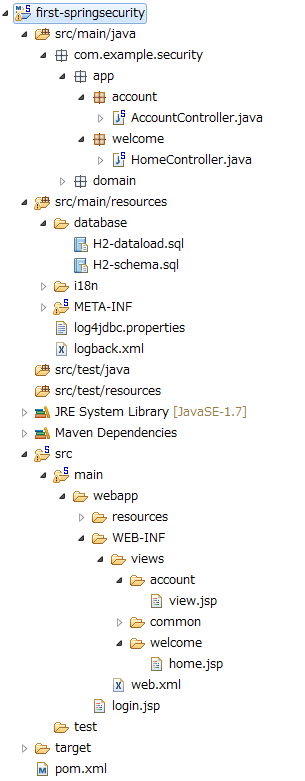 first-springsecurity
src/main/java
com.example.security
app
account
AccountController.java
welcome
HomeController.java
domain
src/main/resources
database
H2-dataload.sql
H2-schema.sql
i18n
META-INF
log4jdbc.properties
logback.xml
src/test/java
src/test/resources
JRE System Library [JavaSE-1.7]
Maven Dependencies
src
main
webapp
resources
WEB-INF
views
account
view.jsp
common
welcome
home.jsp
web.xml
login.jsp
test
target
pom.xml